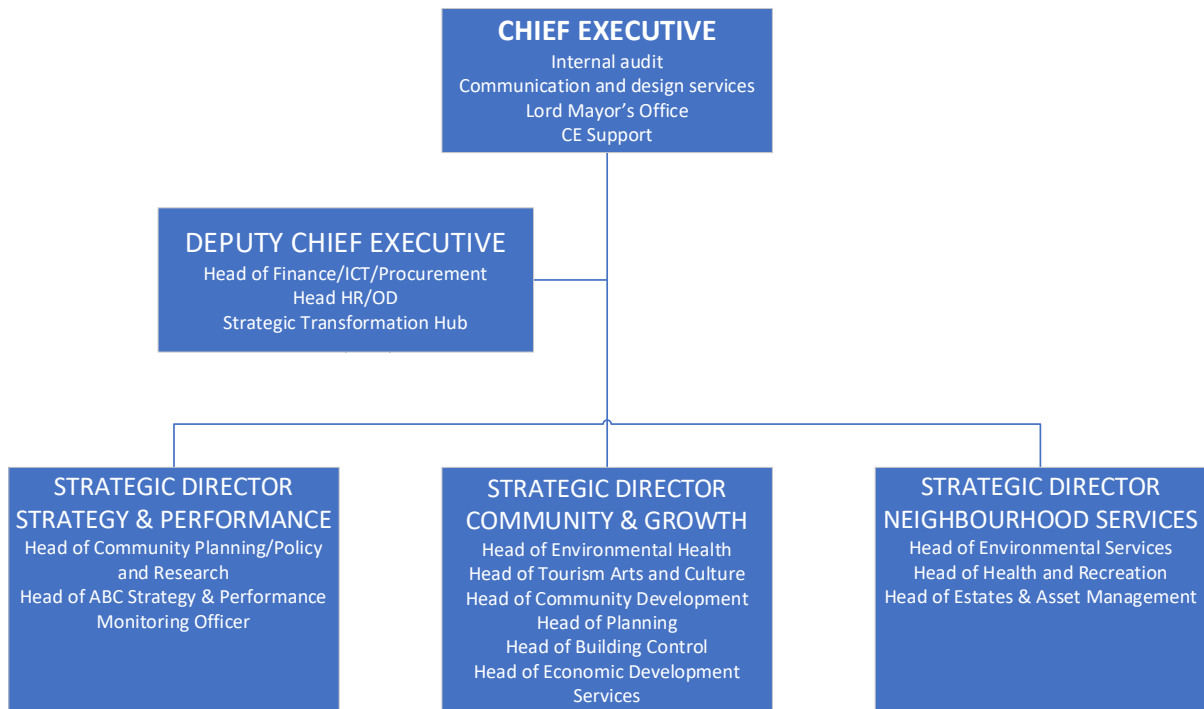 CHIEF EXECUTIVE
Internal audit
Communication and design services
Lord Mayor’s Office
CE Support
DEPUTY CHIEF EXECUTIVE
Head of Finance/ICT/Procurement
Head HR/OD
Strategic Transformation Hub
STRATEGIC DIRECTOR
STRATEGY & PERFORMANCE
Head of Community Planning/Policy
and Research
Head of ABC Strategy & Performance
Monitoring Officer
STRATEGIC DIRECTOR
COMMUNITY & GROWTH
Head of Environmental Health
Head of Tourism Arts and Culture
Head of Community Development
Head of Planning
Head of Building Control
Head of Economic Development
Services
STRATEGIC DIRECTOR
NEIGHBOURHOOD SERVICES
Head of Environmental Services
Head of Health and Recreation
Head of Estates & Asset Management